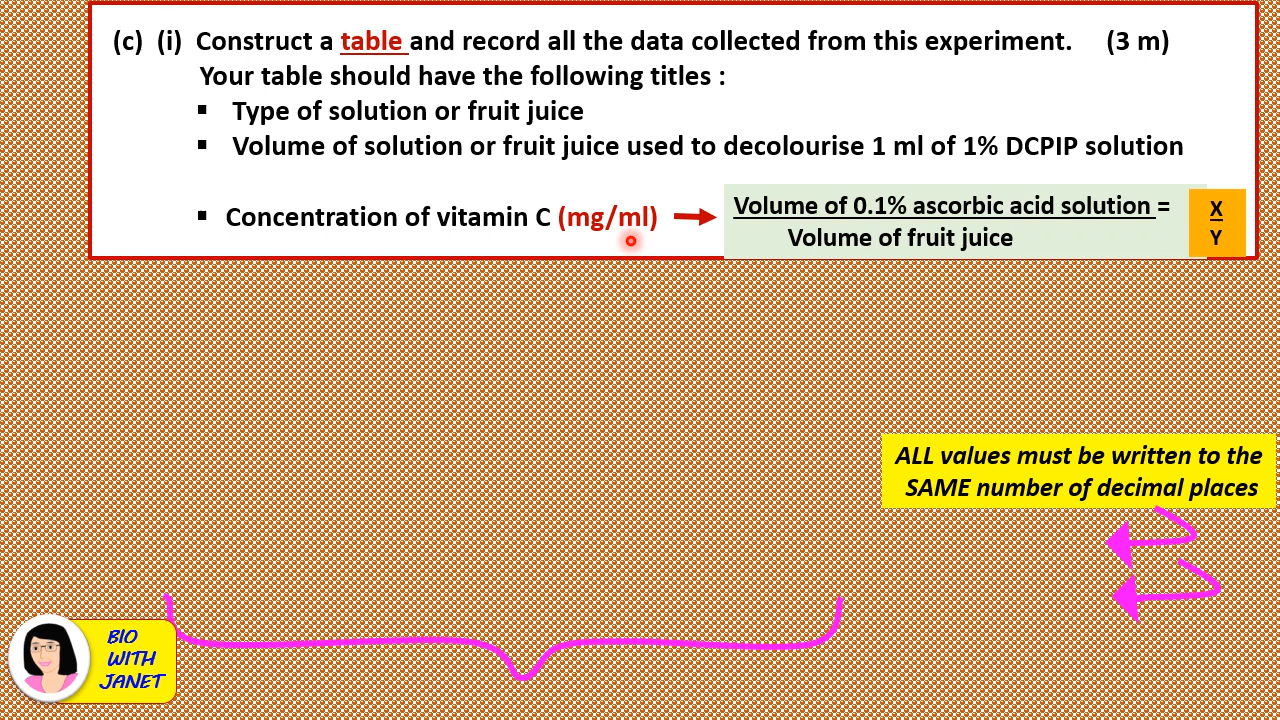 (c) (i) Construct a table and record all the data collected from this experiment. (3 m)
Your table should have the following titles :
▪ Type of solution or fruit juice
▪ Volume of solution or fruit juice used to decolourise 1 ml of 1% DCPIP solution
▪ Concentration of vitamin C (mg/ml)
Volume of 0.1% ascorbic acid solution =
Volume of fruit juice
X
Y
ALL values must be written to the
SAME number of decimal places
BIO
WITH
JANET